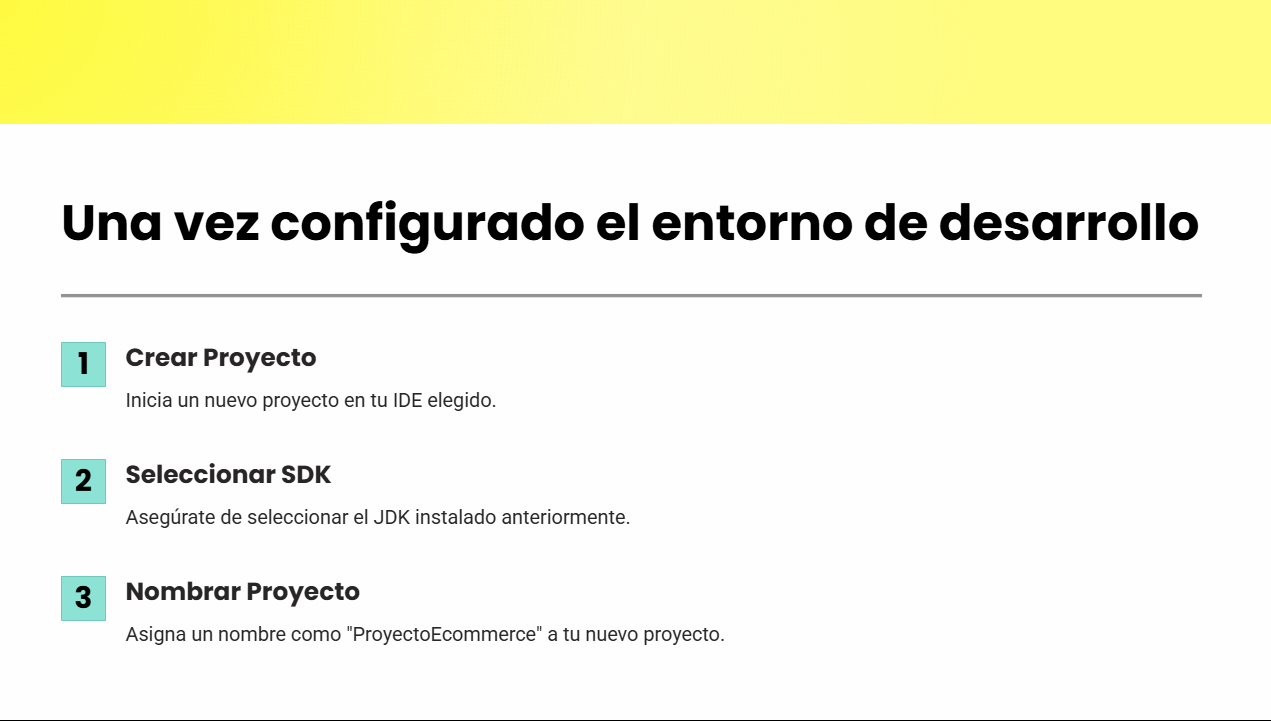 Una vez configurado el entorno de desarrollo
1
Crear Proyecto
Inicia un nuevo proyecto en tu IDE elegido.
2
Seleccionar SDK
Asegúrate de seleccionar el JDK instalado anteriormente.
3
Nombrar Proyecto
Asigna un nombre como "ProyectoEcommerce" a tu nuevo proyecto.